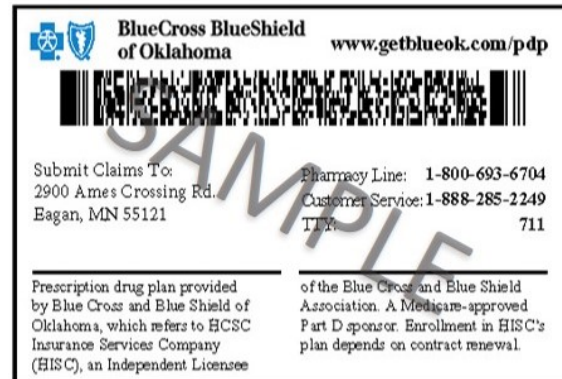 BlueCross BlueShield
of Oklahoma
www.getblueok.com/pdp
SAMPLE
Submit Claims To:
2900 Ames Crossing Rd.
Eagan, MN 55121
Pharmacy Line: 1-800-693-6704
Customer Service: 1-888-285-2249
TTY: 711
Prescription drug plan provided
by Blue Cross and Blue Shield of
Oklahoma, which refers to HCSC
Insurance Services Company
(HISC), an Independent Licensee
of the Blue Cross and Blue Shield
Association. A Medicare-approved
Part D sponsor. Enrollment in HISC's
plan depends on contract renewal.